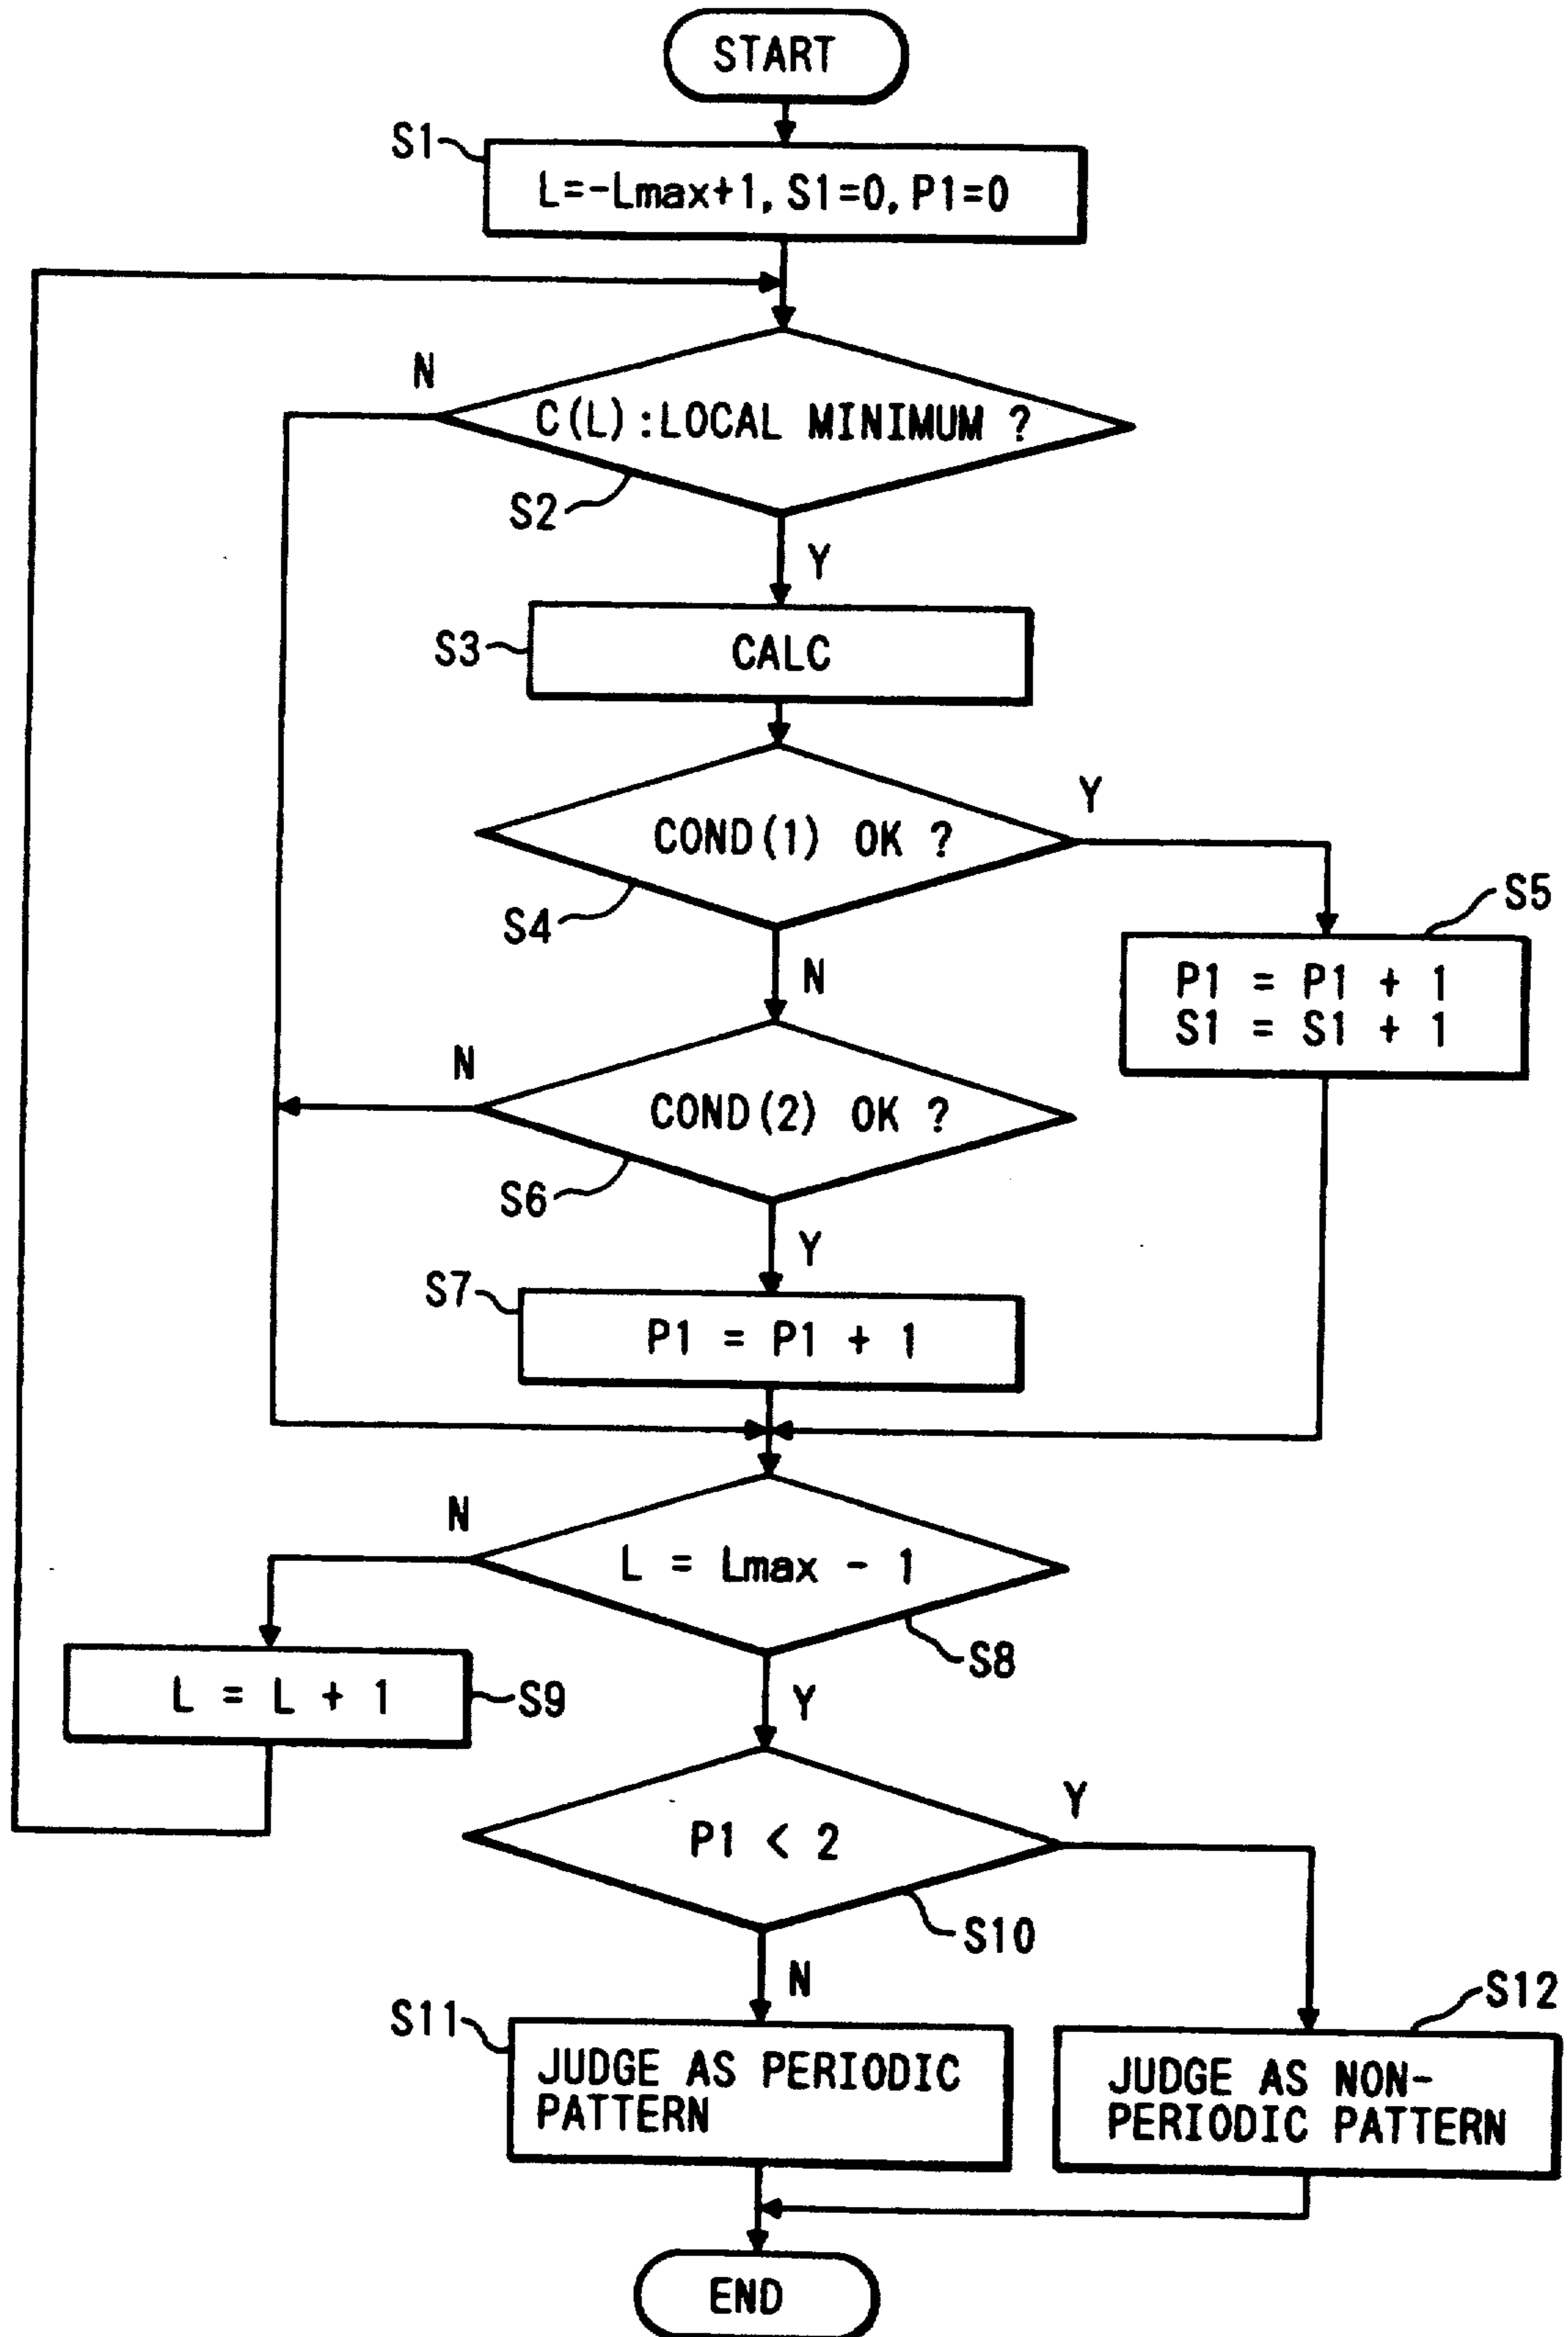 START
S1
L=-Lmax+1, S1=0, P1=0
N
C(L):LOCAL MINIMUM ?
S2
Y
S3
CALC
Y
COND(1) OK ?
S4
S5
N
P1 = P1 + 1
S1 = S1 + 1
N
COND(2) OK ?
S6
Y
S7
P1 = P1 + 1
N
L = Lmax - 1
S8
L = L + 1
S9
Y
Y
P1 < 2
S10
N
S11
S12
JUDGE AS PERIODIC
PATTERN
JUDGE AS NON-
PERIODIC PATTERN
END